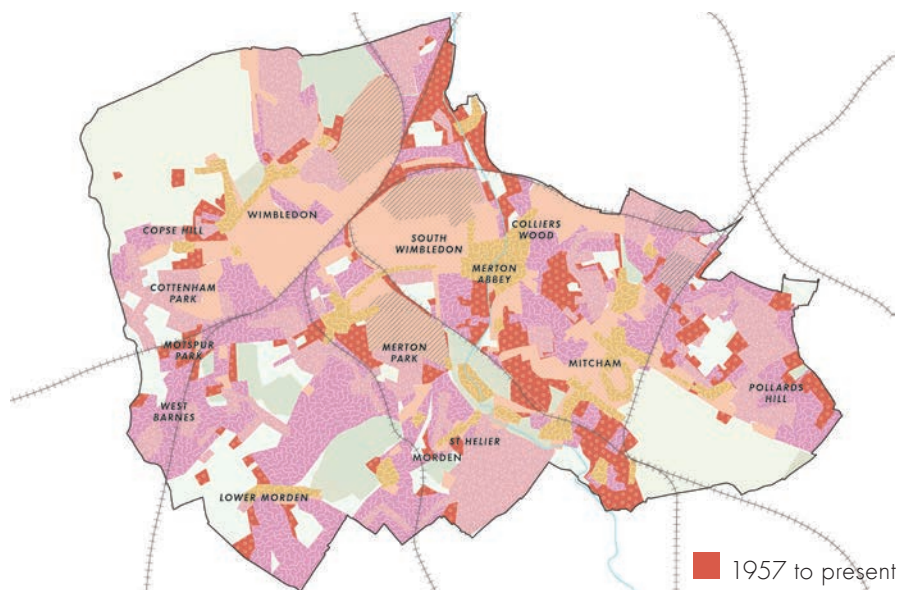 WIMBLEDON
COPSE HILL
COLLIERS
WOOD
SOUTH
WIMBLEDON
MERTON
ABBEY
COTTENHAM
PARK
MOTSPUR
PARK
MERTON
PARK
MITCHAM
POLLARDS
HILL
WEST
BARNES
ST HELIER
MORDEN
LOWER MORDEN
1957 to present